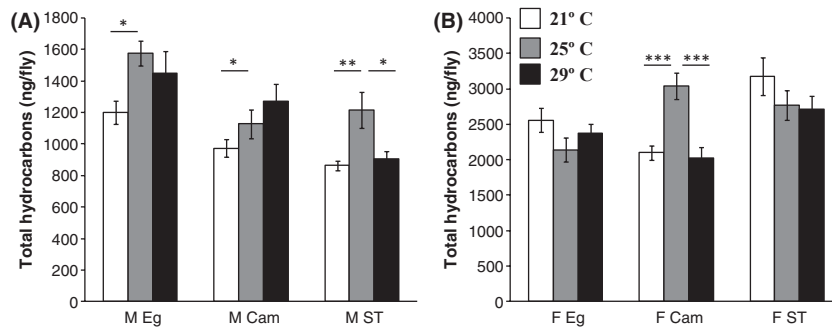 (A)
Total hydrocarbons (ng/fly)
1800
1600
1400
1200
1000
800
600
400
200
0
*
*
**
*
M Eg
M Cam
M ST
(B)
Total hydrocarbons (ng/fly)
4000
3500
3000
2500
2000
1500
1000
500
0
21º C
25º C
29º C
***
***
F Eg
F Cam
F ST